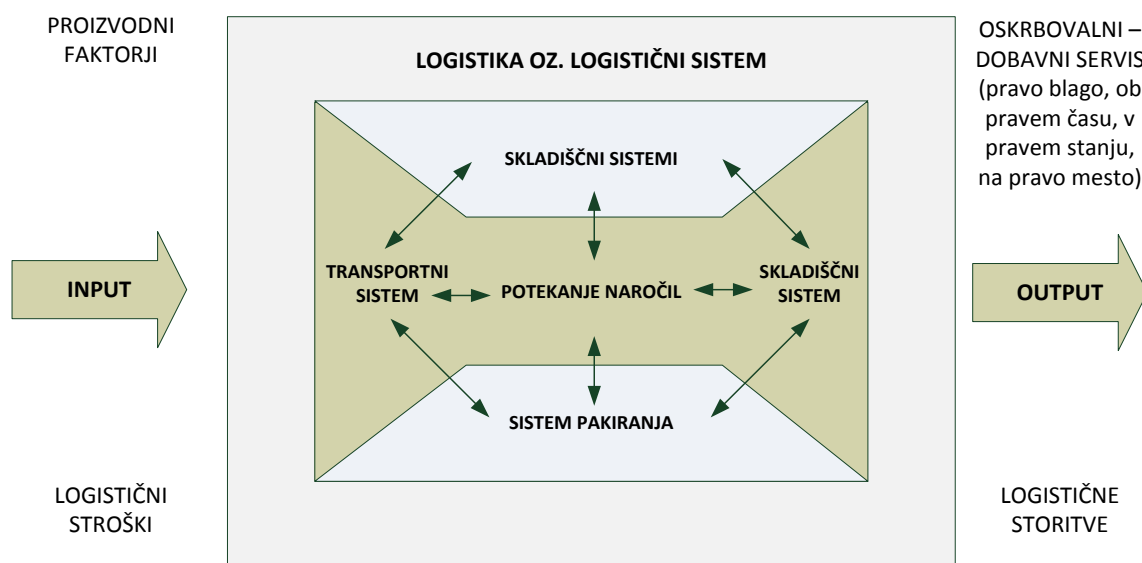 PROIZVODNI
FAKTORJI
LOGISTIKA OZ. LOGISTIČNI SISTEM
OSKRBOVALNI –
DOBAVNI SERVIS
(pravo blago, ob
pravem času, v
pravem stanju,
na pravo mesto)
SKLADIŠČNI SISTEMI
INPUT
TRANSPORTNI
SISTEM
POTEKANJE NAROČIL
SKLADIŠČNI
SISTEM
OUTPUT
SISTEM PAKIRANJA
LOGISTIČNI
STROŠKI
LOGISTIČNE
STORITVE